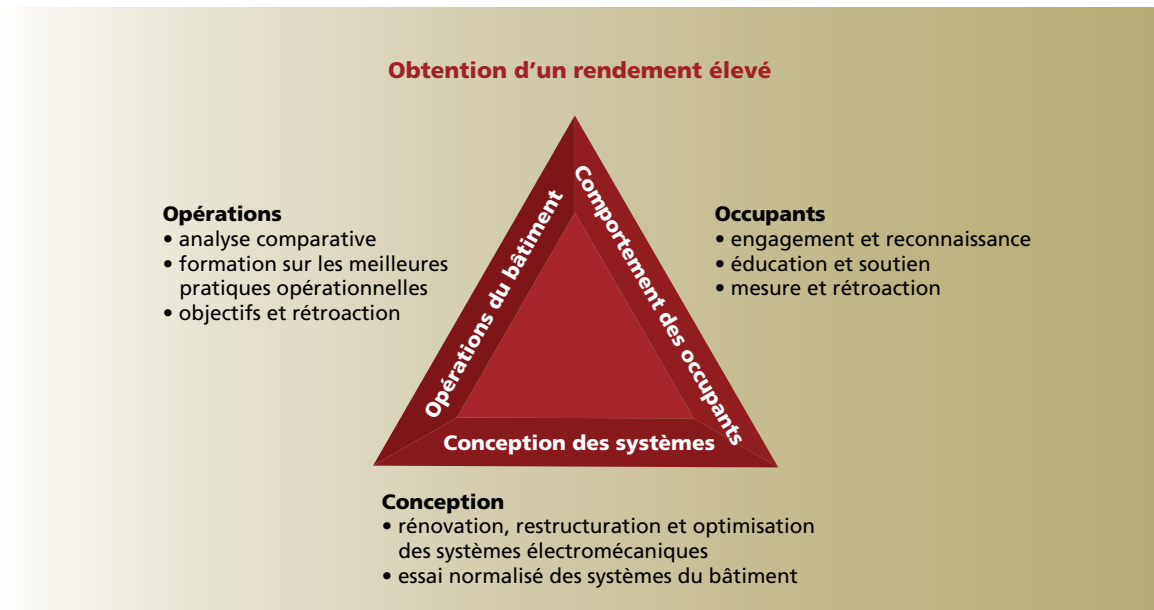 Obtention d’un rendement élevé
Opérations
• analyse comparative
• formation sur les meilleures
pratiques opérationnelles
• objectifs et rétroaction
Opérations du bâtiment
Comportement des occupants
Conception des systèmes
Occupants
• engagement et reconnaissance
• éducation et soutien
• mesure et rétroaction
Conception
• rénovation, restructuration et optimisation
des systèmes électromécaniques
• essai normalisé des systèmes du bâtiment